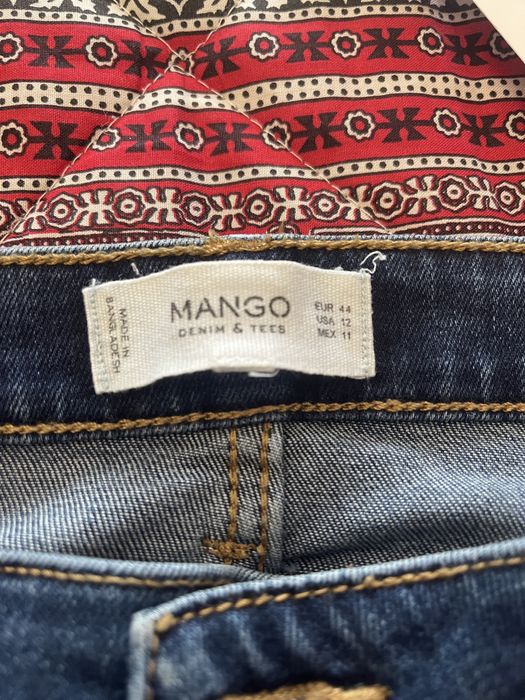 MANGO
DENIM & TEES
EUR 44
USA 12
MEX 11
MADE IN
BANGLADESH